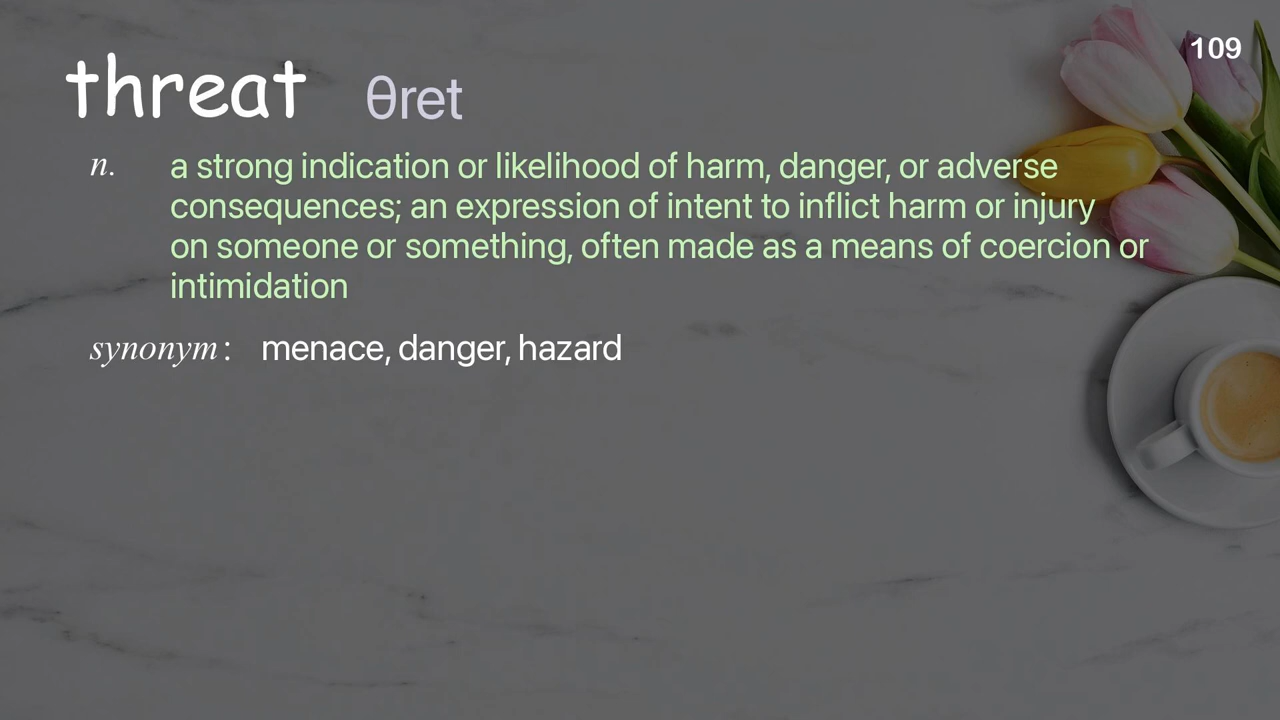 109
threat θret
n. a strong indication or likelihood of harm, danger, or adverse
consequences; an expression of intent to inflict harm or injury
on someone or something, often made as a means of coercion or
intimidation
synonym: menace, danger, hazard